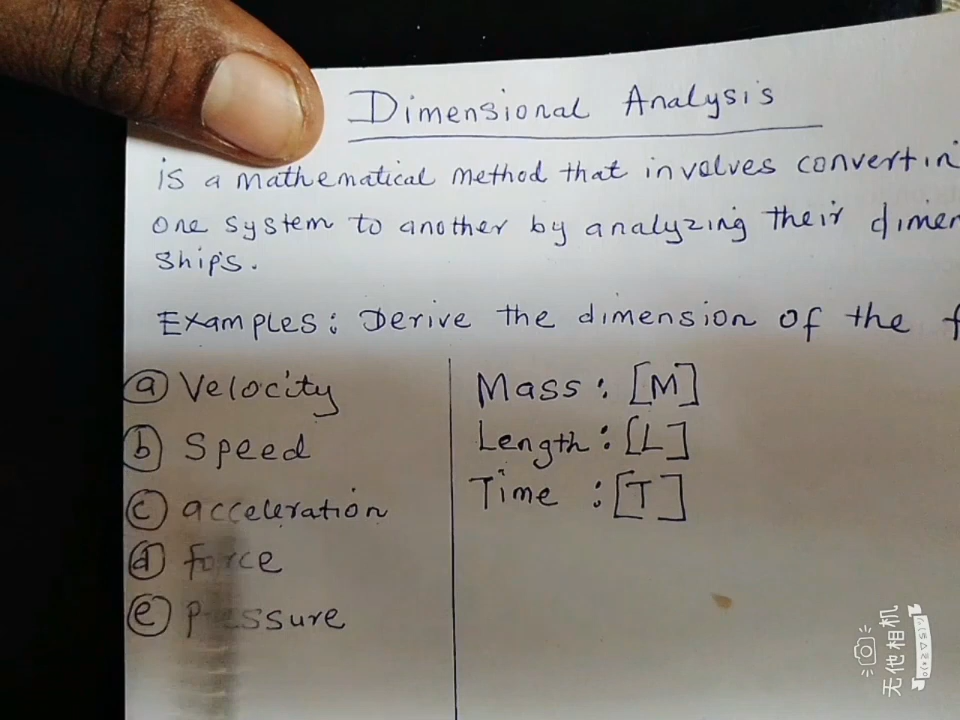 Dimensional Analysis
is a mathematical method that involves convertin
one system to another by analyzing their dimen
ships.
Examples: Derive the dimension of the f
ⓐ Velocity
ⓑ Speed
ⓒ acceleration
ⓓ force
ⓔ pressure
Mass: [M]
Length: [L]
Time: [T]
无他相机